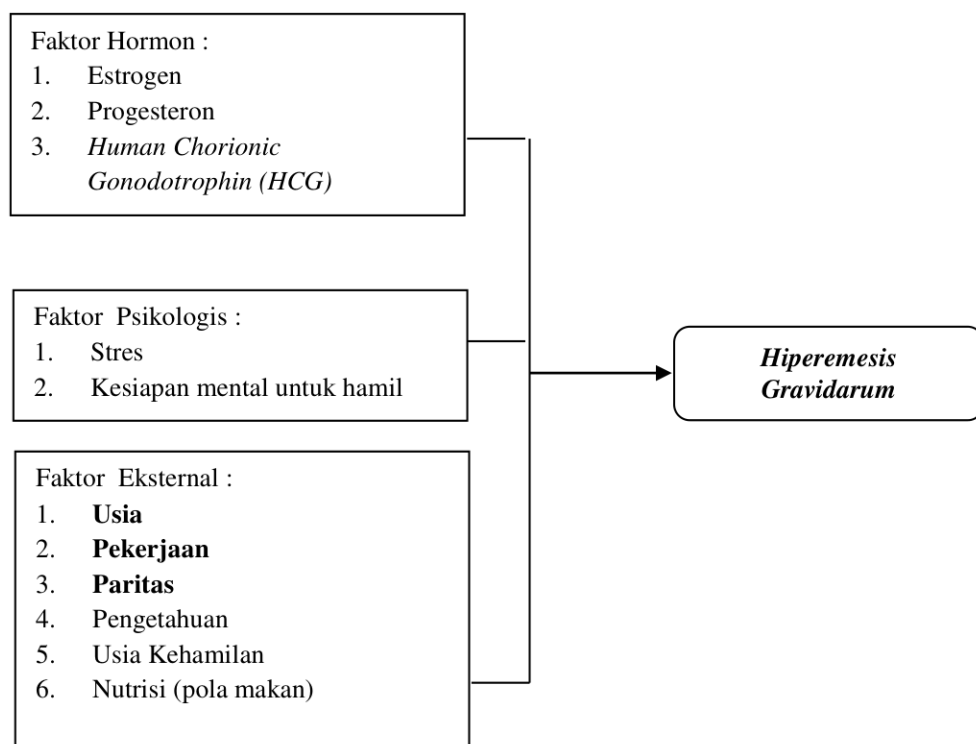 Faktor Hormon :
1. Estrogen
2. Progesteron
3. Human Chorionic
Gonodotrophin (HCG)
Faktor Psikologis :
1. Stres
2. Kesiapan mental untuk hamil
Hiperemesis
Gravidarum
Faktor Eksternal :
1. Usia
2. Pekerjaan
3. Paritas
4. Pengetahuan
5. Usia Kehamilan
6. Nutrisi (pola makan)